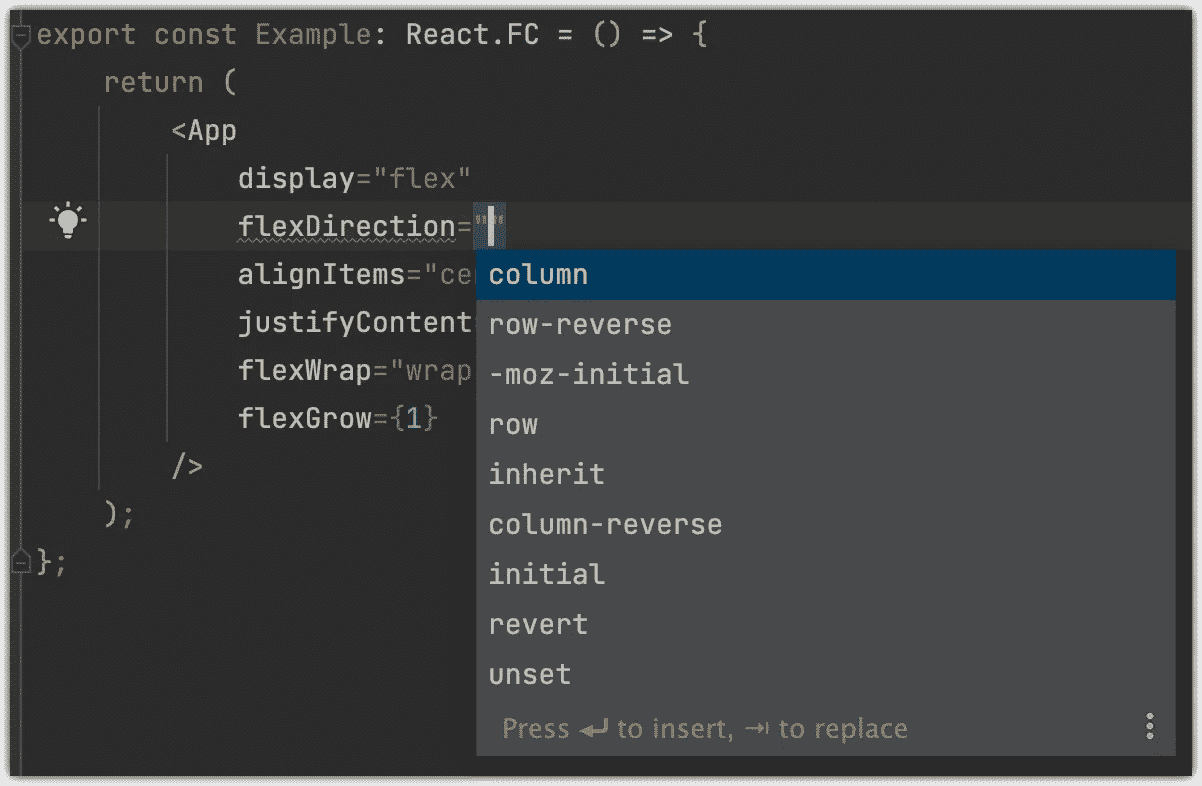 export const Example: React.FC = () => {
return (
<App
display="flex"
flexDirection=""
alignItems="ce
justifyContent
flexWrap="wrap
flexGrow={1}
/>
);
};
column
row-reverse
-moz-initial
row
inherit
column-reverse
initial
revert
unset
Press ↵ to insert, ⇥ to replace